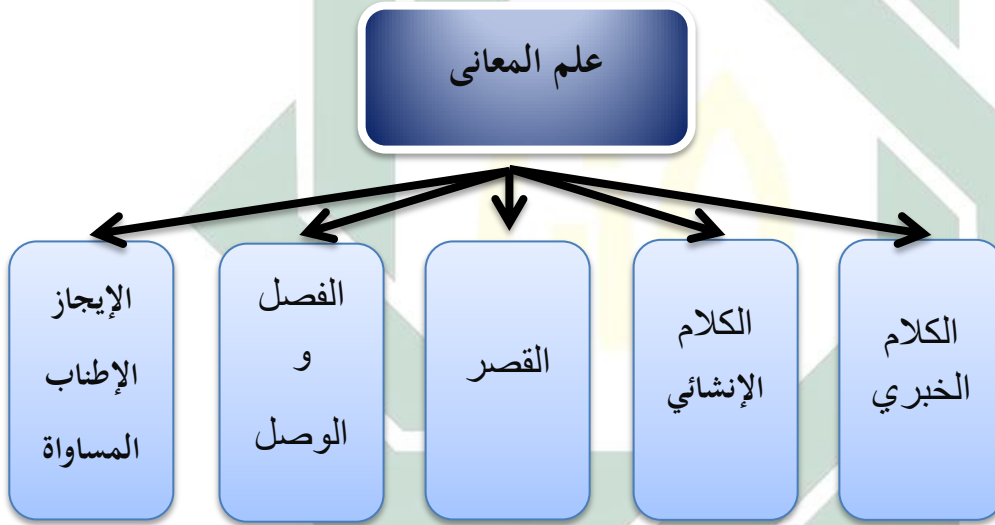 علم المعانى
الكلام
الخبري
الكلام
الإنشائي
القصر
الفصل
و
الوصل
الإيجاز
الإطناب
المساواة